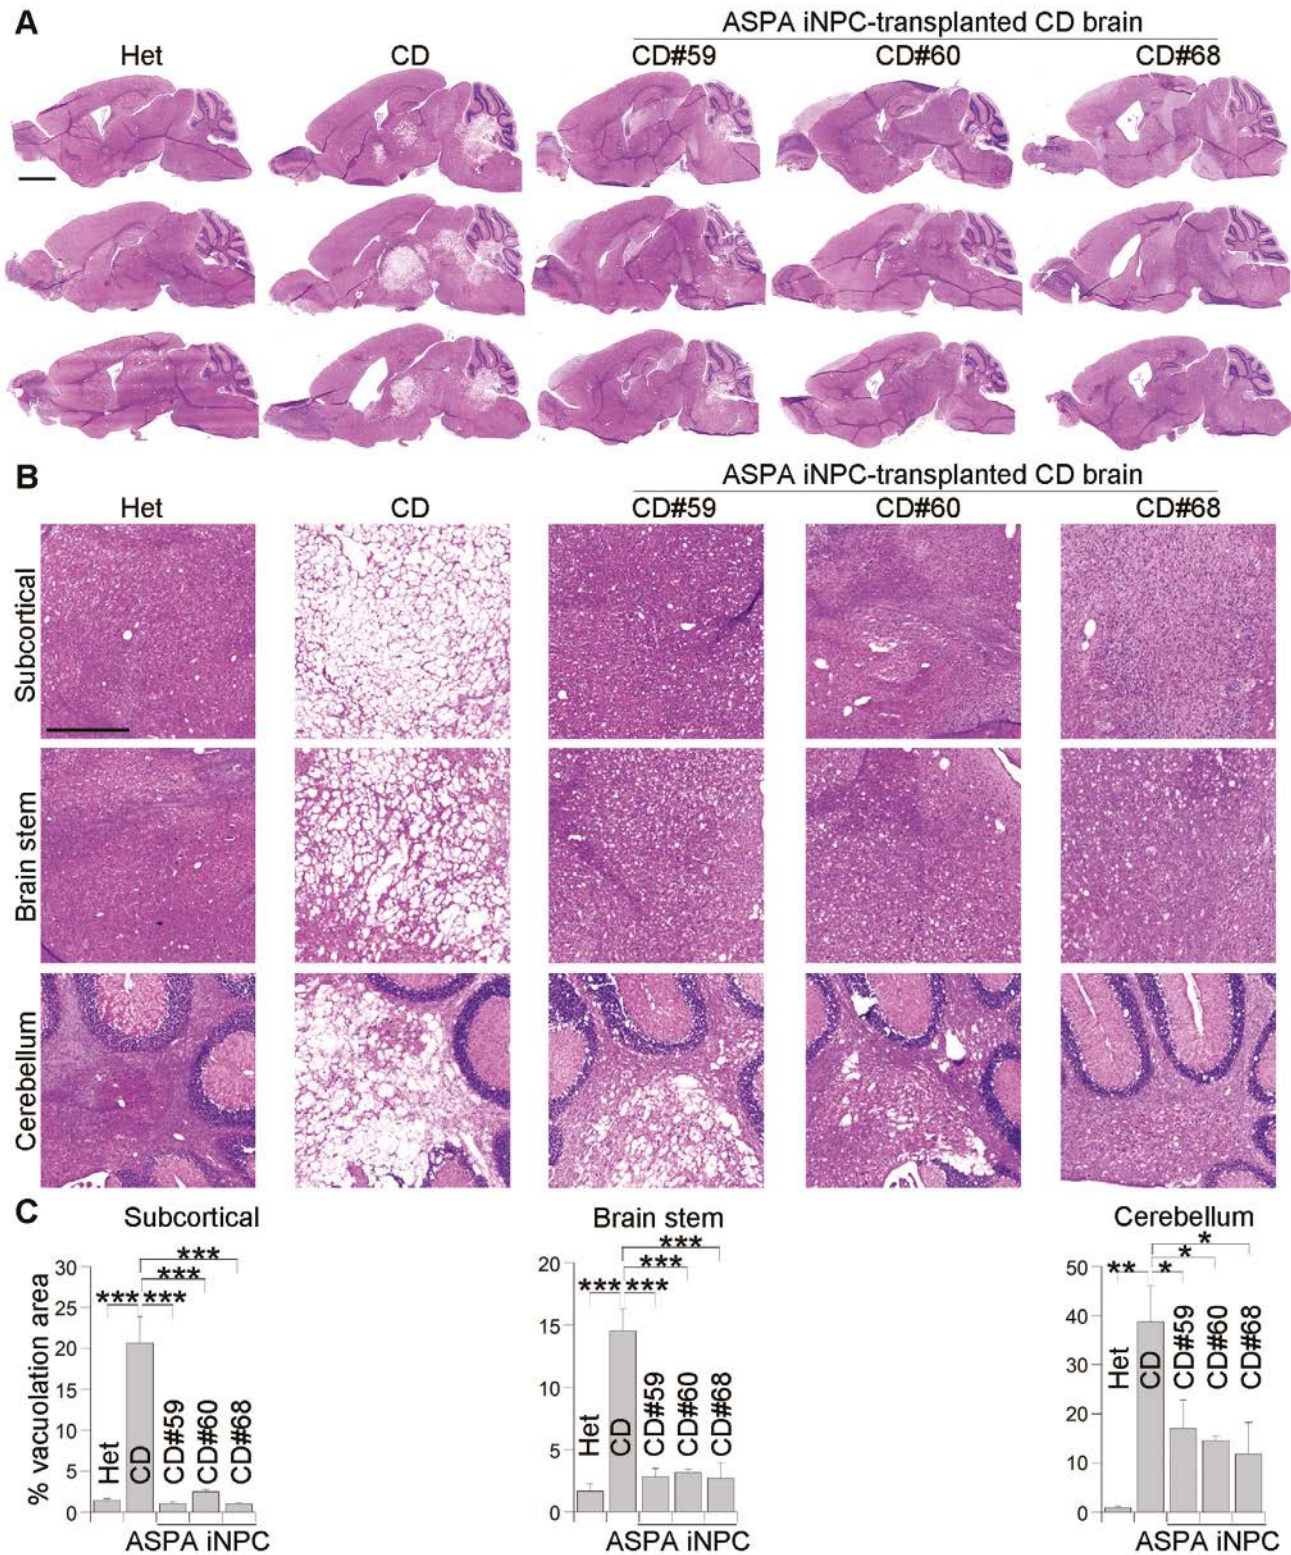 A
ASPA iNPC-transplanted CD brain
Het CD CD#59 CD#60 CD#68
B
ASPA iNPC-transplanted CD brain
Het CD CD#59 CD#60 CD#68
Subcortical
Brain stem
Cerebellum
C
Subcortical
% vacuolation area
30
25
20
15
10
5
0
*** *** *** ***
Het CD CD#59 CD#60 CD#68
ASPA iNPC
Brain stem
20
15
10
5
0
*** *** *** ***
Het CD CD#59 CD#60 CD#68
ASPA iNPC
Cerebellum
50
40
30
20
10
0
** * * *
Het CD CD#59 CD#60 CD#68
ASPA iNPC